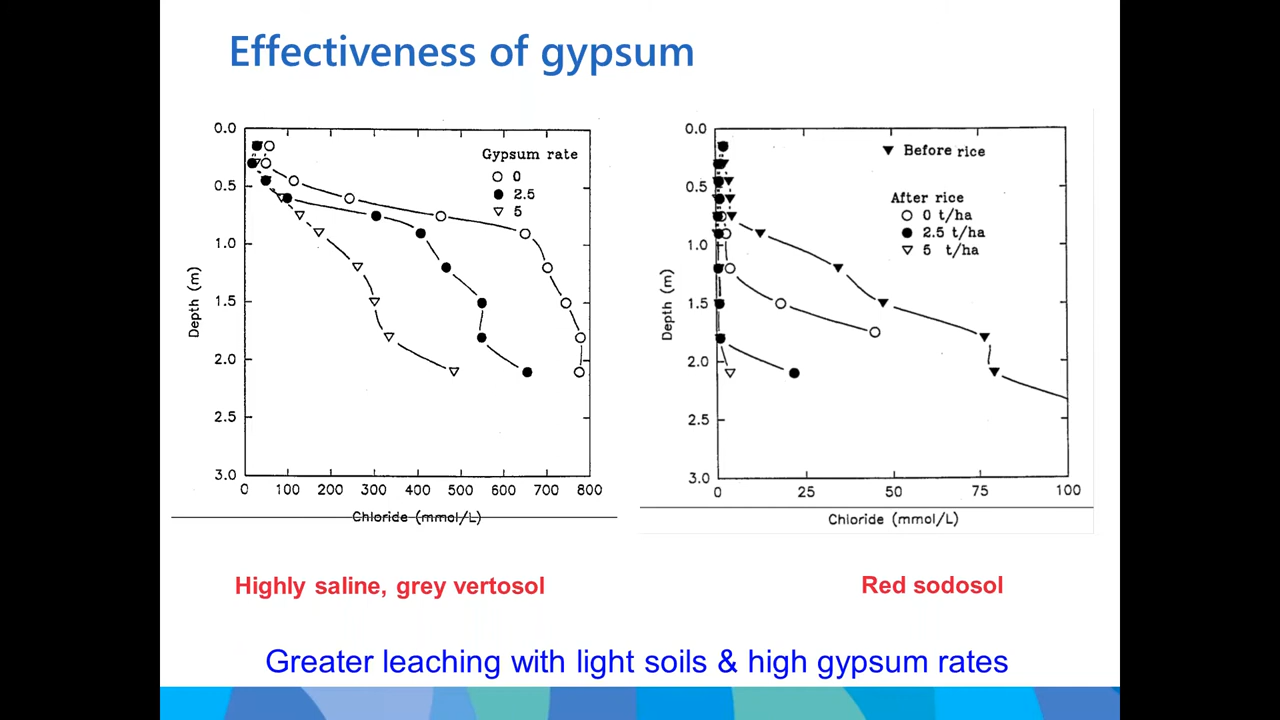 Effectiveness of gypsum
0.0
0.5
1.0
1.5
2.0
2.5
3.0
Depth (m)
Gypsum rate
0
2.5
5
0 100 200 300 400 500 600 700 800
Chloride (mmol/L)
0.0
0.5
1.0
1.5
2.0
2.5
3.0
Depth (m)
Before rice
After rice
0 t/ha
2.5 t/ha
5 t/ha
0 25 50 75 100
Chloride (mmol/L)
Highly saline, grey vertosol
Red sodosol
Greater leaching with light soils & high gypsum rates